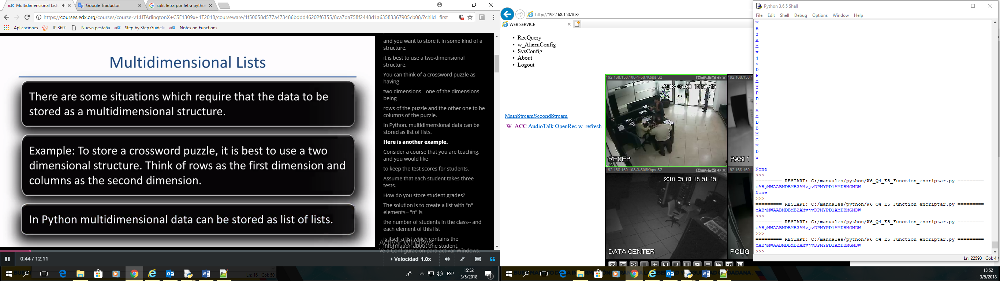 Multidimensional List
Google Traductor
split letra por letra pytho
https://courses.edx.org/courses/course-v1:UTArlingtonX+CSE1309x+1T2018/courseware/1f50058d577a473486bddd46202f6355/8ca7da758f2448d1a63583367905cb08/?child=first
Aplicaciones
IP 360°
Nueva pestaña
Step by Step Guideli
Notes on Functions
Multidimensional Lists
There are some situations which require that the data to be
stored as a multidimensional structure.
Example: To store a crossword puzzle, it is best to use a two
dimensional structure. Think of rows as the first dimension and
columns as the second dimension.
In Python multidimensional data can be stored as list of lists.
and you want to store it in some kind of a
structure,
it is best to use a two-dimensional
structure.
You can think of a crossword puzzle as
having
two dimensions-- one of the dimensions
being
rows of the puzzle and the other one to be
columns of the puzzle.
In Python, multidimensional data can be
stored as list of lists.
Here is another example.
Consider a course that you are teaching,
and you would like
to keep the test scores for students.
Assume that each student takes three
tests.
How do you store student grades?
The solution is to create a list with "n"
elements-- "n" is
the number of students in the class-- and
each element of this list
is itself a list which contains the
information about one student.
Activar Windows
Ve a Configuración para activar Windows.
0:44 / 12:11
Velocidad 1.0x
Ln: 16 Col: 50
ESP
15:52
3/5/2018
1
http://192.168.150.108/
WEB SERVICE
RecQuery
w_AlarmConfig
SysConfig
About
Logout
MainStreamSecondStream
W_ACC AudioTalk OpenRec w_refresh
192.168.150.108-1-587Kbps S2
2018-05-03 15:51:15
RECEP
192.168.15
PASI 1
192.168.150.108-3-506Kbps S2
2018-05-03 15 51:15
DATA CENTER
192.168.150.1
POLIG
HD
25
36
Python 3.6.5 Shell
File Edit Shell Debug Options Window Help
M
B
2
A
M
v
j
v
D
P
M
Y
P
D
l
A
M
D
B
M
G
M
D
W
None
>>>
========= RESTART: C:/manuales/python/W6_Q4_E5_Function_encriptar.py =========
oABjMWAABMDBMB2AMvjvDPMYPDlAMDBMGMDW
None
>>>
========= RESTART: C:/manuales/python/W6_Q4_E5_Function_encriptar.py =========
oABjMWAABMDBMB2AMvjvDPMYPDlAMDBMGMDW
>>>
========= RESTART: C:/manuales/python/W6_Q4_E5_Function_encriptar.py =========
oABjMWAABMDBMB2AMvjvDPMYPDlAMDBMGMDW
>>>
========= RESTART: C:/manuales/python/W6_Q4_E5_Function_encriptar.py =========
oABjMWAABMDBMB2AMvjvDPMYPDlAMDBMGMDW
>>>
Ln: 22590 Col: 4
15:52
3/5/2018